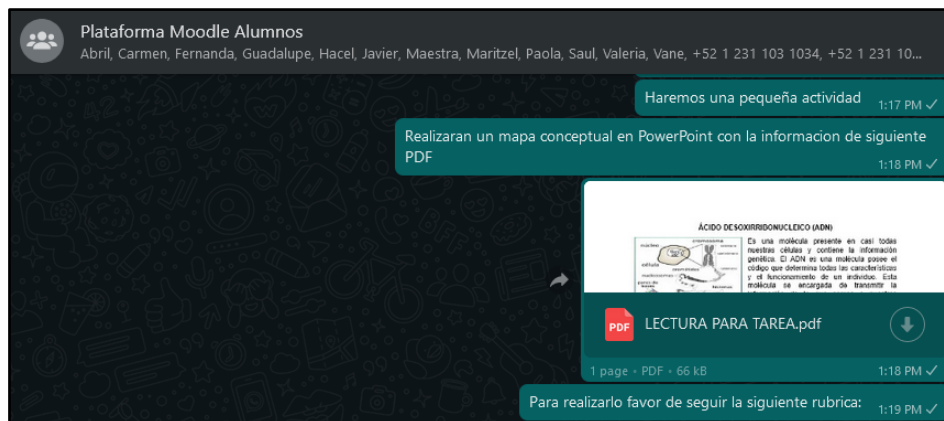 Plataforma Moodle Alumnos
Abril, Carmen, Fernanda, Guadalupe, Hacel, Javier, Maestra, Maritzel, Paola, Saul, Valeria, Vane, +52 1 231 103 1034, +52 1 231 10...
Haremos una pequeña actividad 1:17 PM
Realizaran un mapa conceptual en PowerPoint con la informacion de siguiente
PDF
1:18 PM
ÁCIDO DESOXIRRIBONUCLEICO (ADN)
Es una molécula presente en casi todas
nuestras células y contiene la información
genética. El ADN es una molécula posee el
código que determina todas las características
y el funcionamiento de un individuo. Esta
molécula se encargada de transmitir la
núcleo
célula
PDF LECTURA PARA TAREA.pdf
1 page • PDF • 66 kB 1:18 PM
Para realizarlo favor de seguir la siguiente rubrica: 1:19 PM